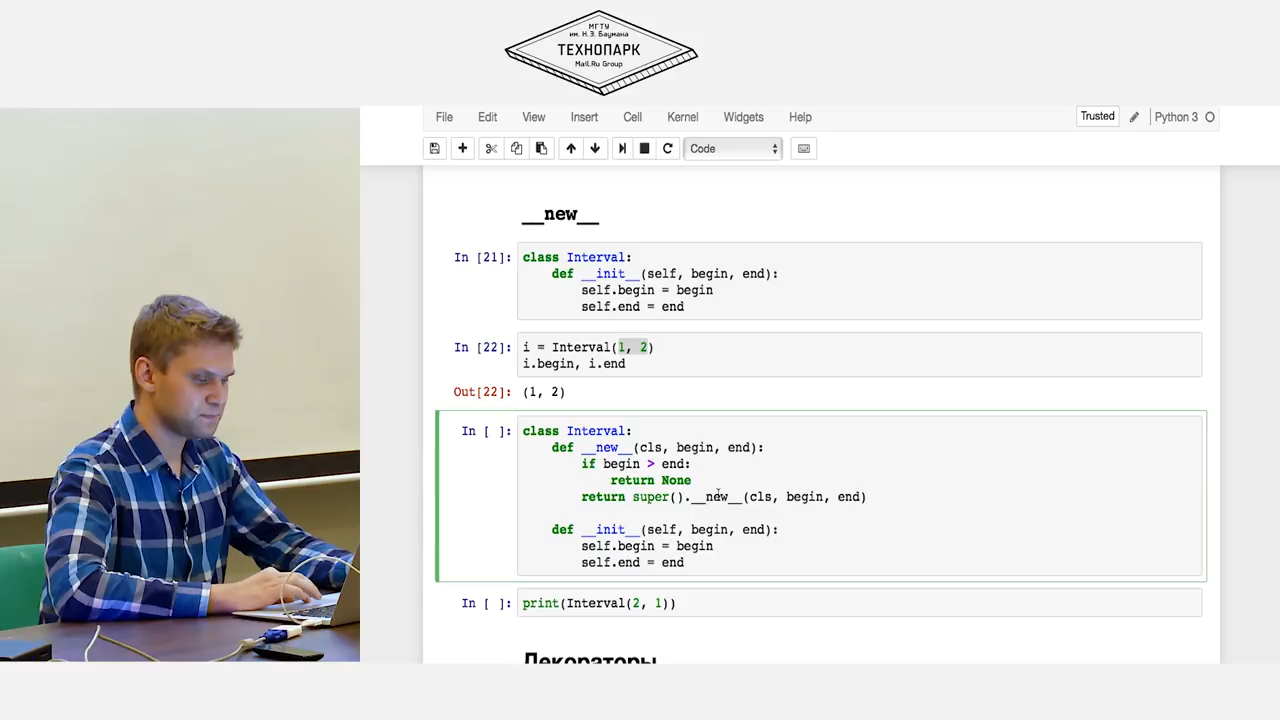 МГТУ
им. Н.Э. Баумана
ТЕХНОПАРК
Mail.Ru Group
File Edit View Insert Cell Kernel Widgets Help Trusted Python 3
Code
__new__
In [21]: class Interval:
def __init__(self, begin, end):
self.begin = begin
self.end = end
In [22]: i = Interval(1, 2)
i.begin, i.end
Out[22]: (1, 2)
In [ ]: class Interval:
def __new__(cls, begin, end):
if begin > end:
return None
return super().__new__(cls, begin, end)
def __init__(self, begin, end):
self.begin = begin
self.end = end
In [ ]: print(Interval(2, 1))
Декораторы